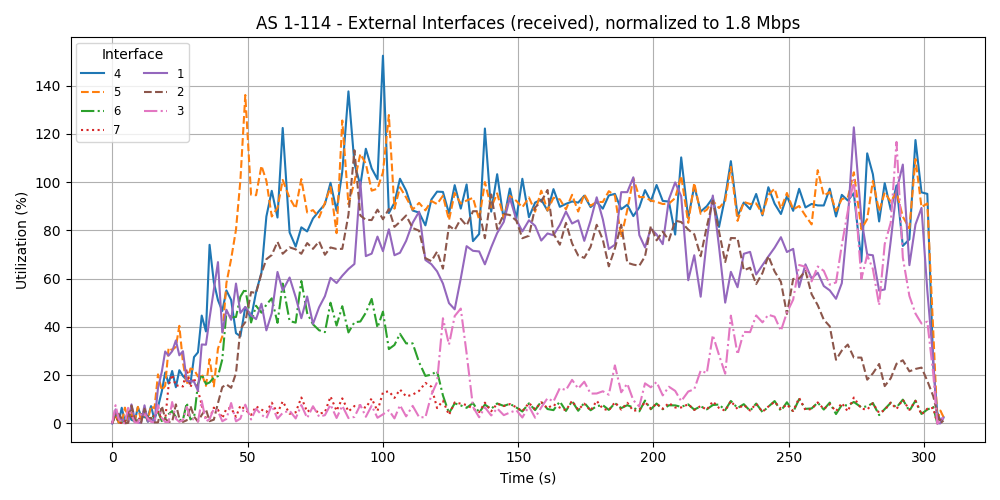 AS 1-114 - External Interfaces (received), normalized to 1.8 Mbps
Interface
4 1
5 2
6 3
7
Utilization (%)
140
120
100
80
60
40
20
0
0 50 100 150 200 250 300
Time (s)